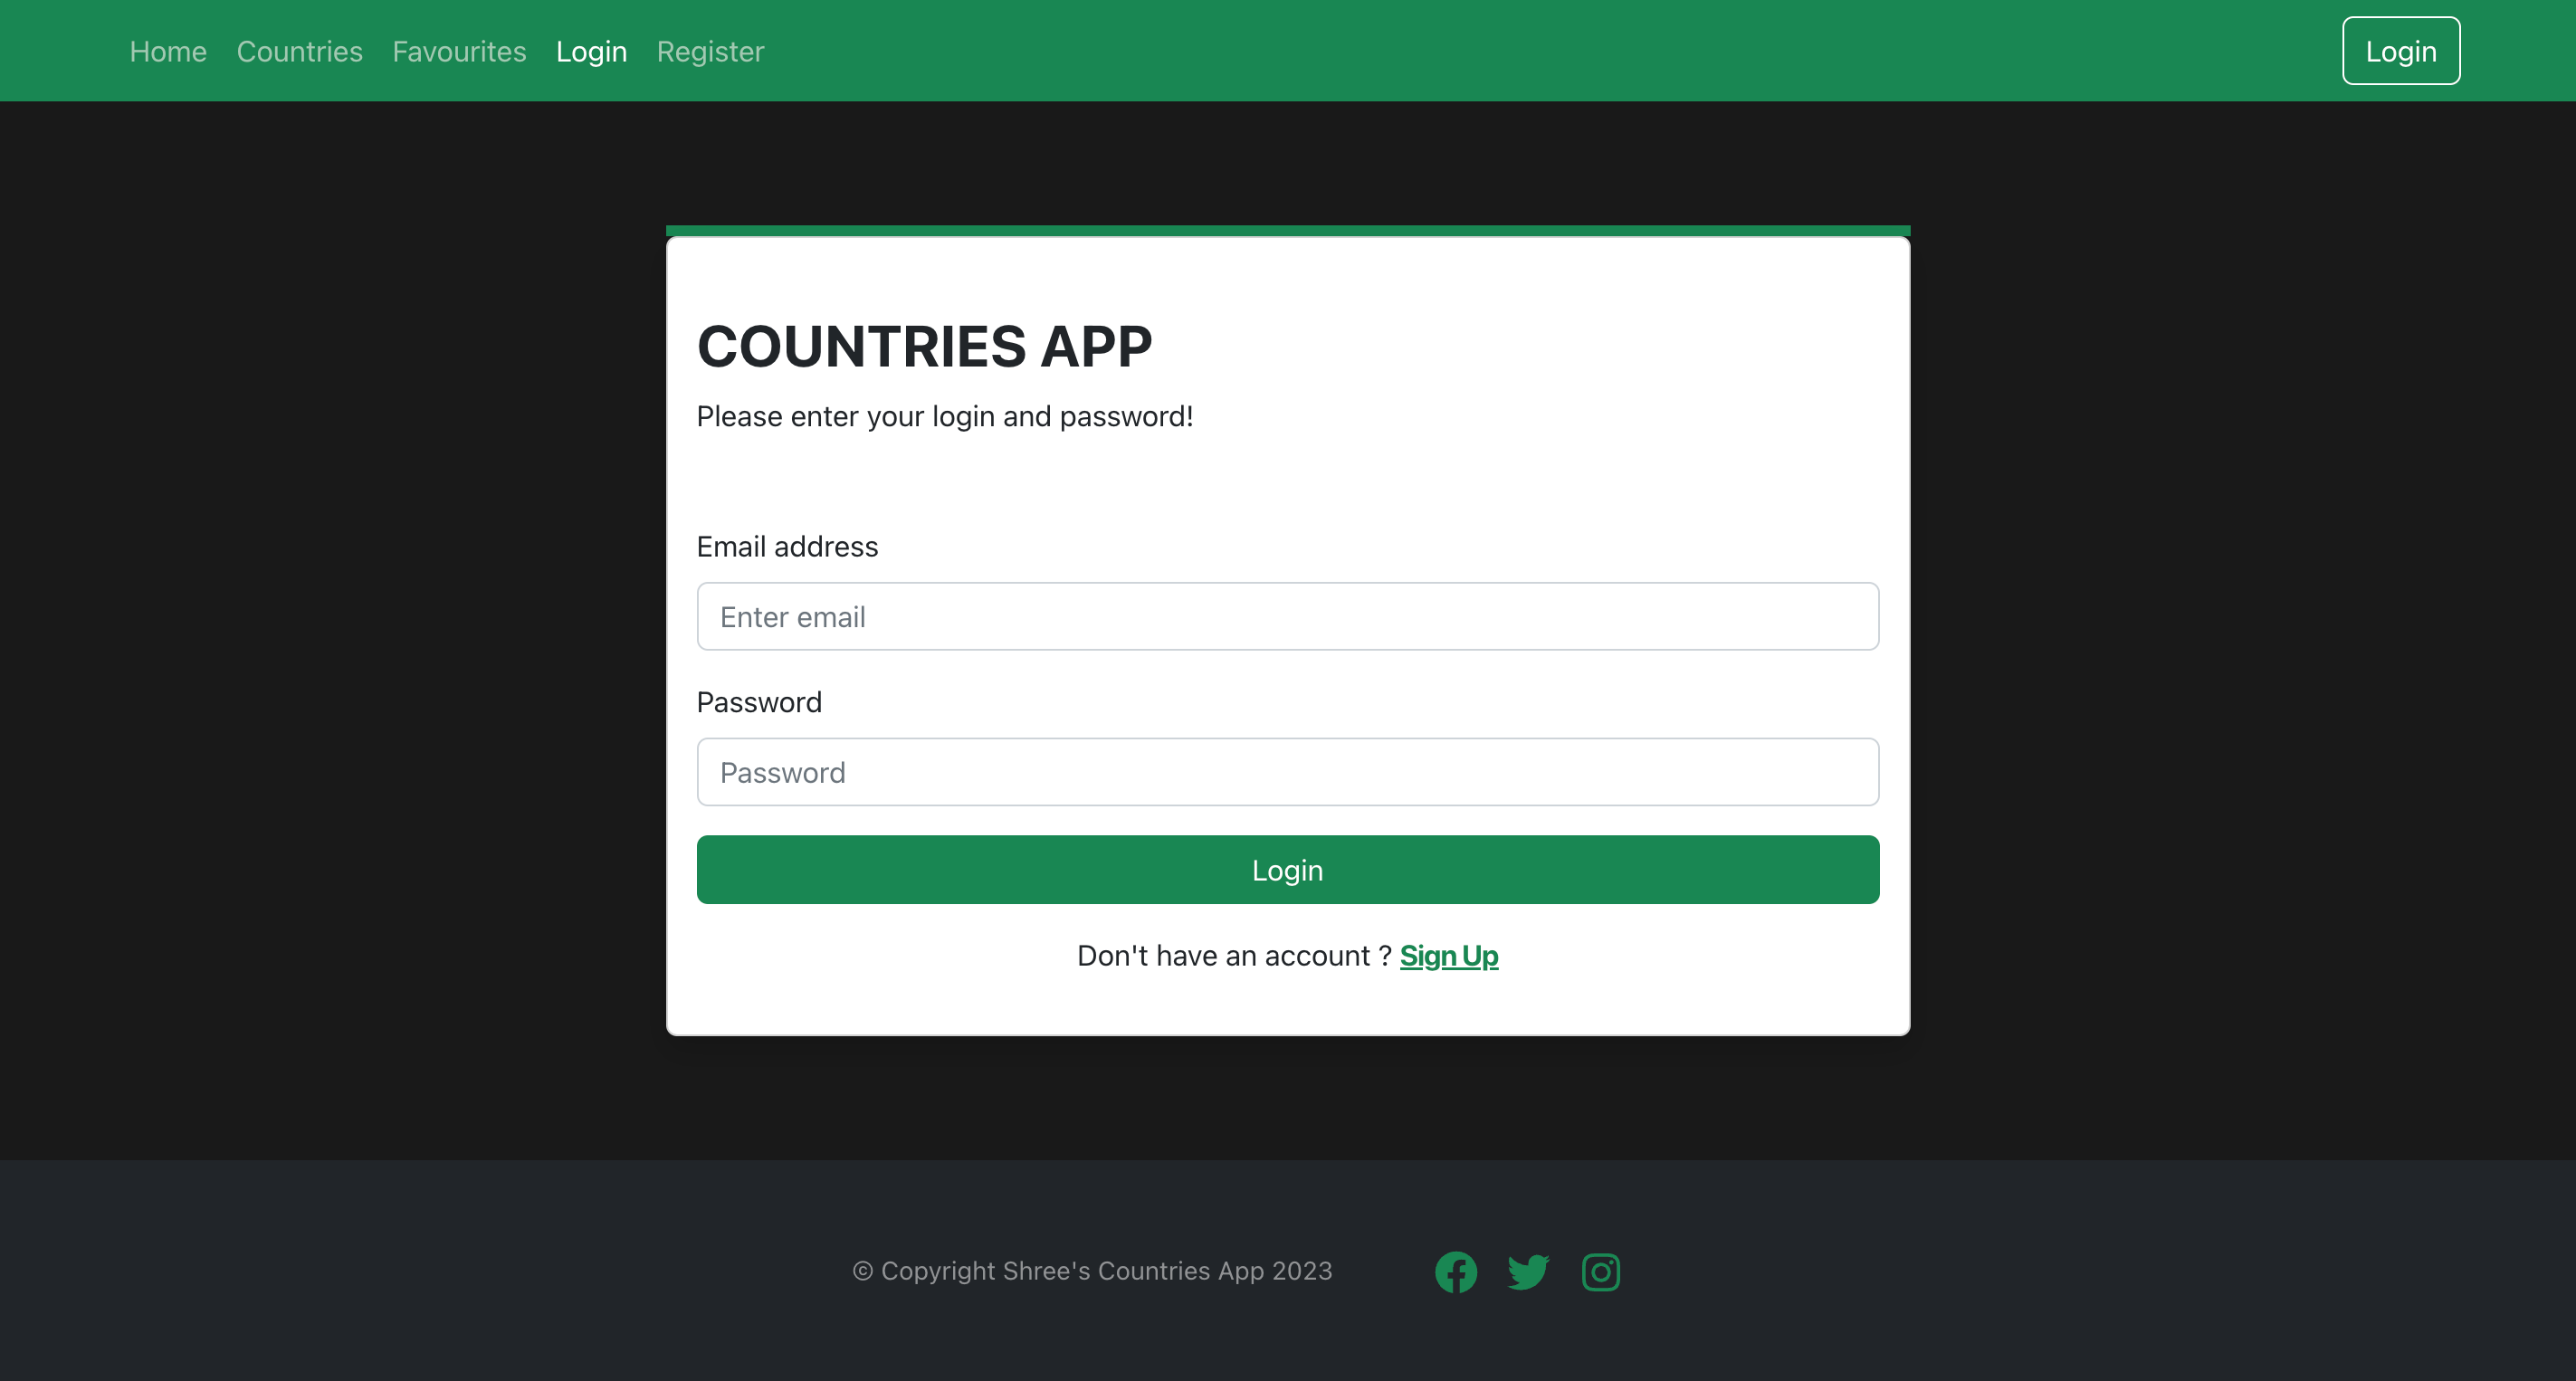 Home Countries Favourites Login Register Login
COUNTRIES APP
Please enter your login and password!
Email address
Enter email
Password
Password
Login
Don't have an account ? Sign Up
© Copyright Shree's Countries App 2023